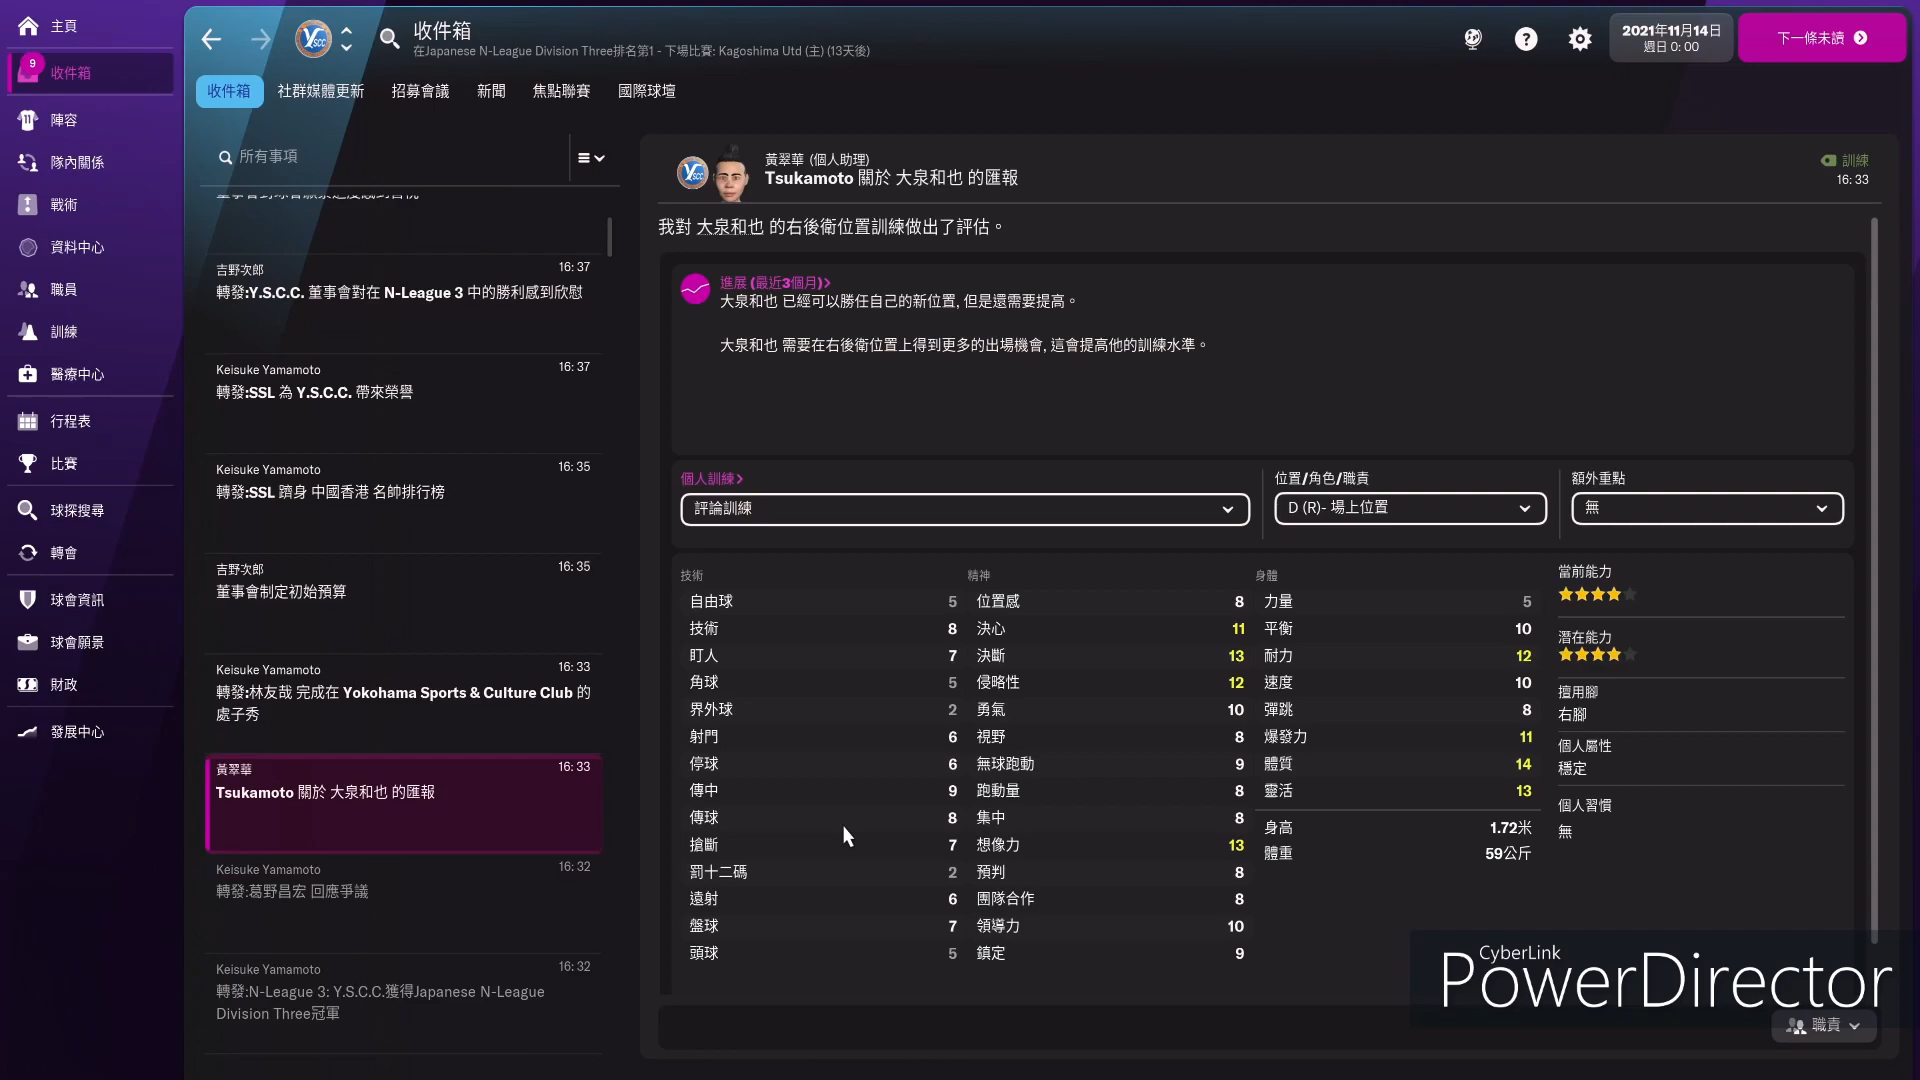 主頁
9
收件箱
陣容
隊內關係
戰術
資料中心
職員
訓練
醫療中心
行程表
比賽
球探搜尋
轉會
球會資訊
球會願景
財政
發展中心
收件箱
在Japanese N-League Division Three排名第1 - 下場比賽: Kagoshima Utd (主) (13天後)
2021年11月14日
週日 0: 00
下一條未讀
收件箱 社群媒體更新 招募會議 新聞 焦點聯賽 國際球壇
所有事項
吉野次郎 16: 37
轉發:Y.S.C.C. 董事會對在 N-League 3 中的勝利感到欣慰
Keisuke Yamamoto 16: 37
轉發:SSL 為 Y.S.C.C. 帶來榮譽
Keisuke Yamamoto 16: 35
轉發:SSL 躋身 中國香港 名帥排行榜
吉野次郎 16: 35
董事會制定初始預算
Keisuke Yamamoto 16: 33
轉發:林友哉 完成在 Yokohama Sports & Culture Club 的
處子秀
黃翠華 16: 33
Tsukamoto 關於 大泉和也 的匯報
Keisuke Yamamoto 16: 32
轉發:葛野昌宏 回應爭議
Keisuke Yamamoto 16: 32
轉發:N-League 3: Y.S.C.C.獲得Japanese N-League
Division Three冠軍
黃翠華 (個人助理)
Tsukamoto 關於 大泉和也 的匯報
訓練
16: 33
我對 大泉和也 的右後衛位置訓練做出了評估。
進展 (最近3個月)
大泉和也 已經可以勝任自己的新位置, 但是還需要提高。
大泉和也 需要在右後衛位置上得到更多的出場機會, 這會提高他的訓練水準。
個人訓練 位置/角色/職責 額外重點
評論訓練 D (R)- 場上位置 無
技術 精神 身體
自由球 5 位置感 8 力量 5
技術 8 決心 11 平衡 10
盯人 7 決斷 13 耐力 12
角球 5 侵略性 12 速度 10
界外球 2 勇氣 10 彈跳 8
射門 6 視野 8 爆發力 11
停球 6 無球跑動 9 體質 14
傳中 9 跑動量 8 靈活 13
傳球 8 集中 8 身高 1.72米
搶斷 7 想像力 13 體重 59公斤
罰十二碼 2 預判 8
遠射 6 團隊合作 8
盤球 7 領導力 10
頭球 5 鎮定 9
當前能力
潛在能力
擅用腳
右腳
個人屬性
穩定
個人習慣
無
CyberLink
PowerDirector
職責